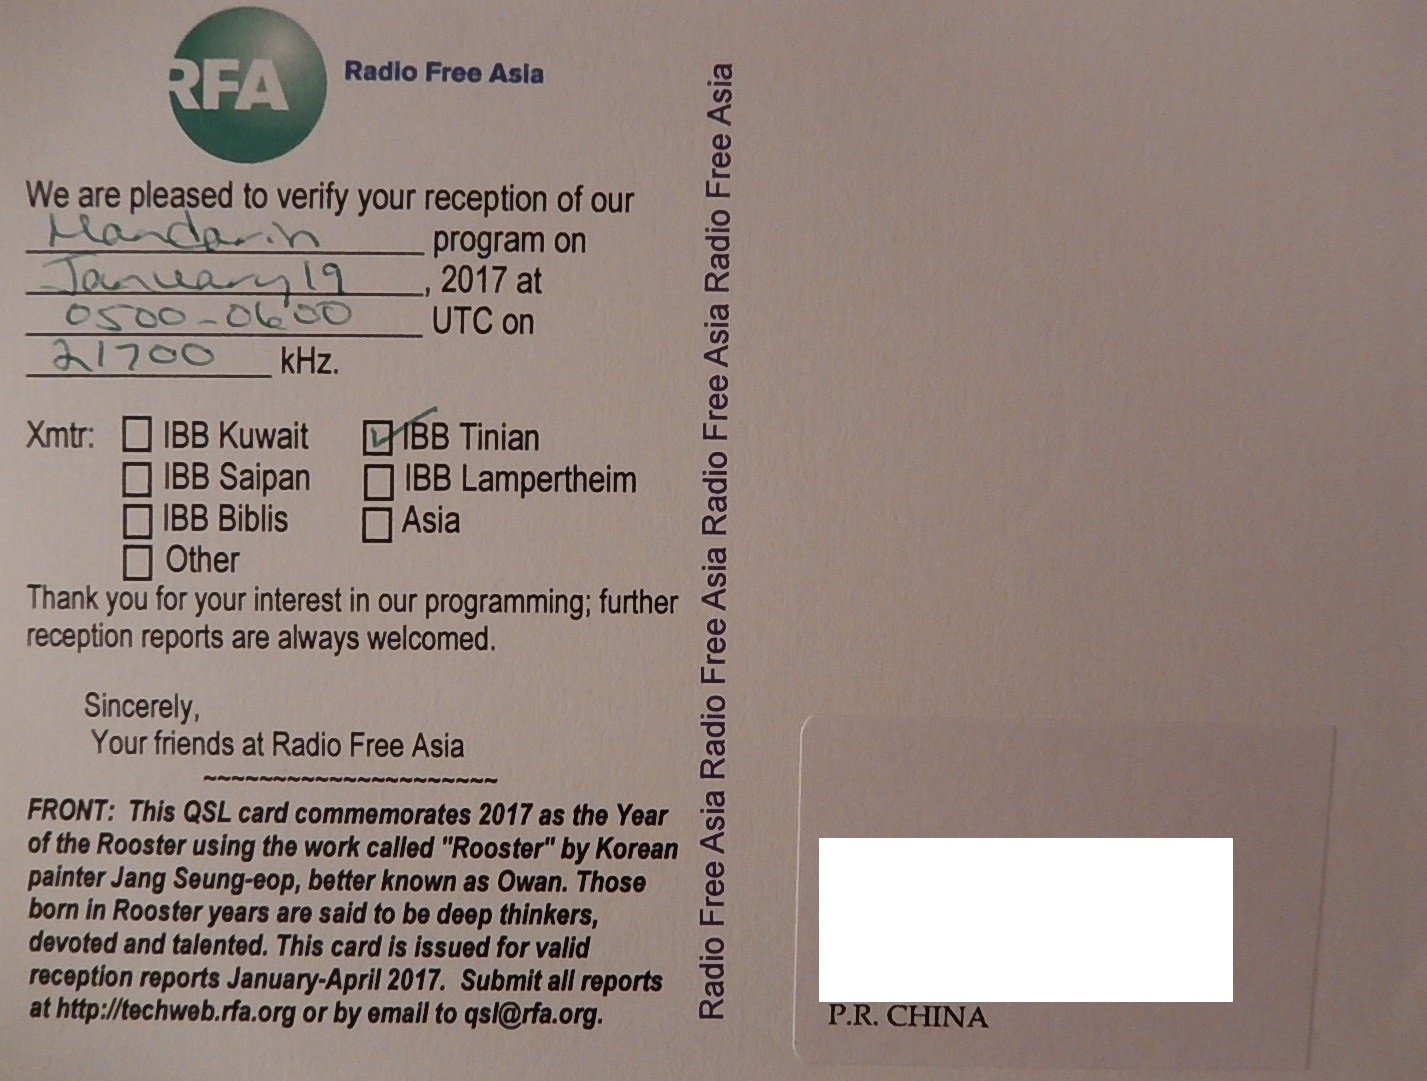 RFA
Radio Free Asia
We are pleased to verify your reception of our
Mandarin program on
January 19, 2017 at
0500-0600 UTC on
21700 kHz.
Xmtr: IBB Kuwait IBB Tinian
IBB Saipan IBB Lampertheim
IBB Biblis Asia
Other
Thank you for your interest in our programming; further
reception reports are always welcomed.
Sincerely,
Your friends at Radio Free Asia
~~~~~~~~~~~~~~~~~~~~~
FRONT: This QSL card commemorates 2017 as the Year
of the Rooster using the work called "Rooster" by Korean
painter Jang Seung-eop, better known as Owan. Those
born in Rooster years are said to be deep thinkers,
devoted and talented. This card is issued for valid
reception reports January-April 2017. Submit all reports
at http://techweb.rfa.org or by email to qsl@rfa.org.
Radio Free Asia Radio Free Asia Radio Free Asia Radio Free Asia Radio Free Asia Radio Free Asia
P.R. CHINA